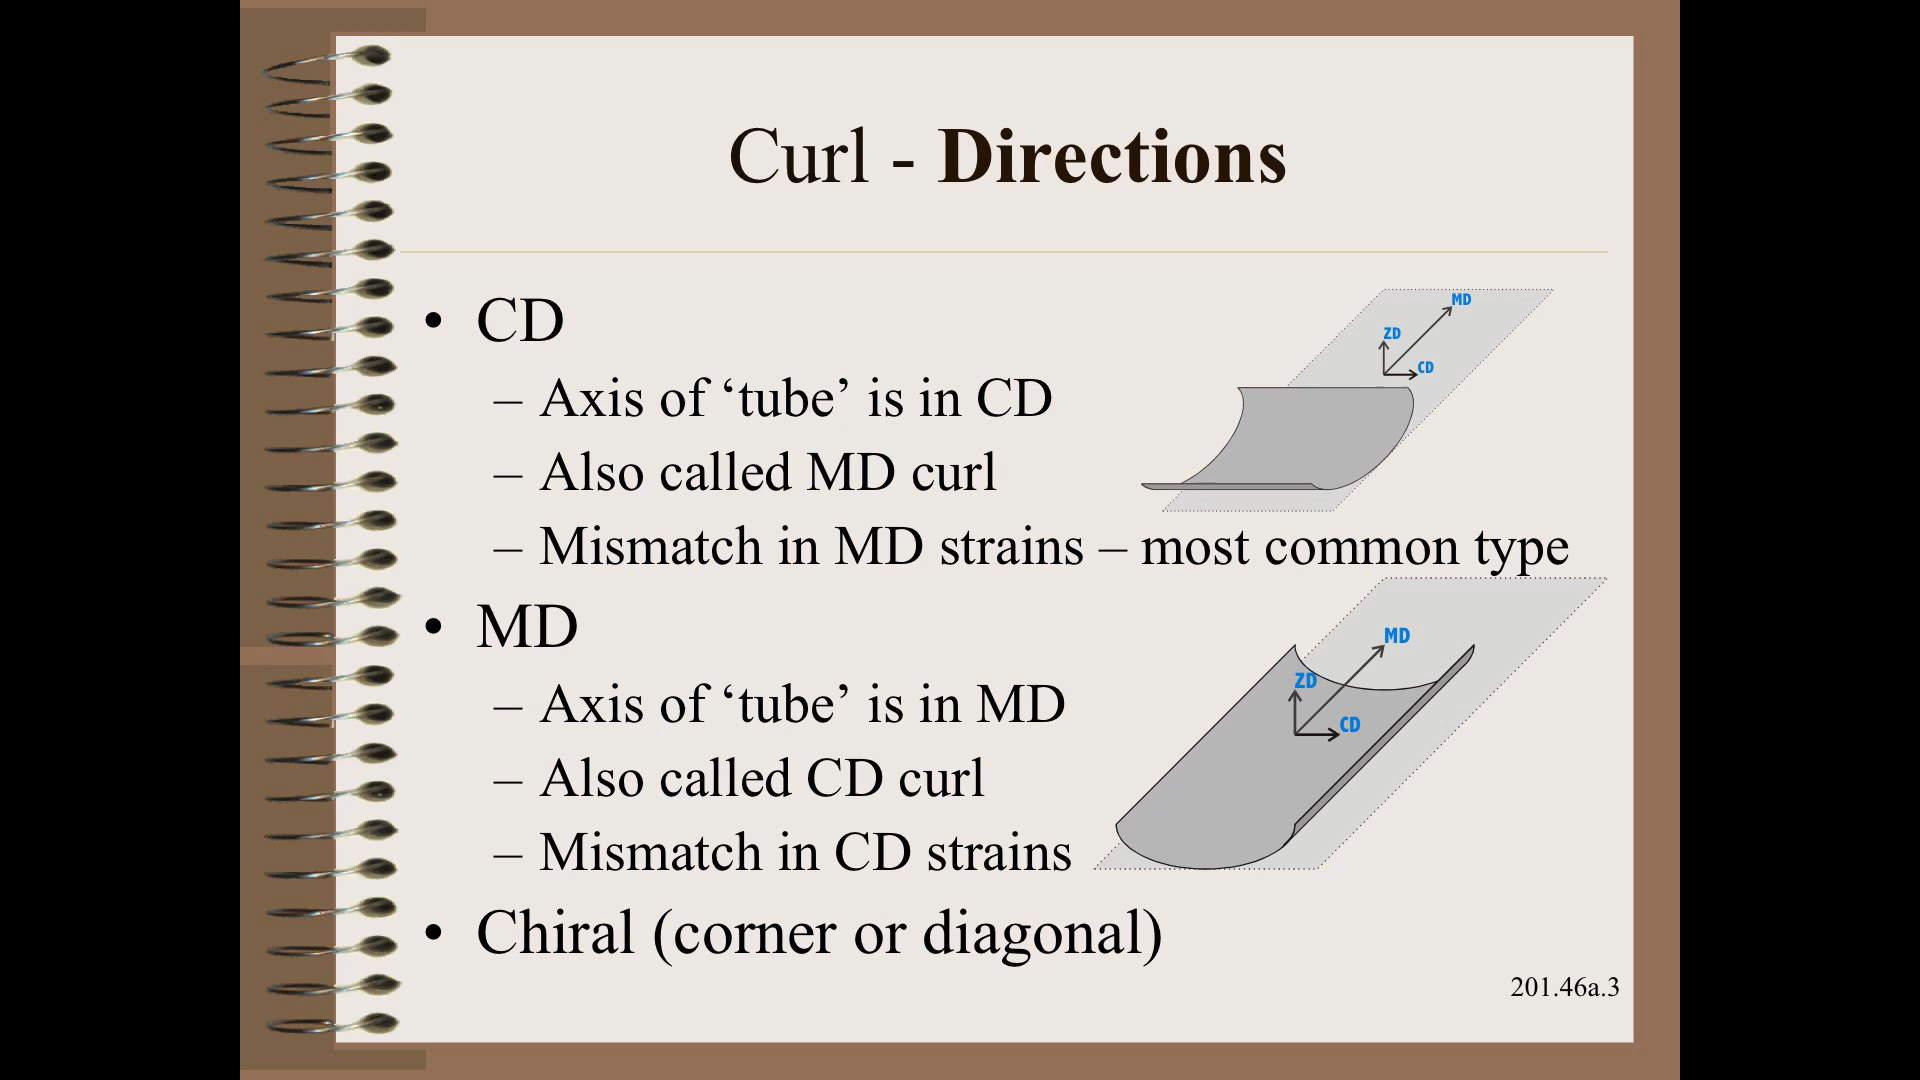 Curl - Directions
• CD
– Axis of ‘tube’ is in CD
– Also called MD curl
– Mismatch in MD strains – most common type
MD
ZD
CD
• MD
– Axis of ‘tube’ is in MD
– Also called CD curl
– Mismatch in CD strains
MD
ZD
CD
• Chiral (corner or diagonal)
201.46a.3